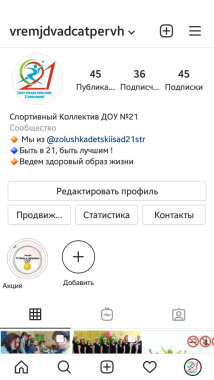 vremjdvadcatpervh
21
45
36
45
Публика...
Подписч...
Подписки
Спортивный Коллектив ДОУ №21
Сообщество
🔸 Мы из @zolushkadetskiisad21str
🔹Быть в 21, быть лучшим !
🔸Ведем здоровый образ жизни
Редактировать профиль
Продвиж...
Статистика
Контакты
Акция
Добавить